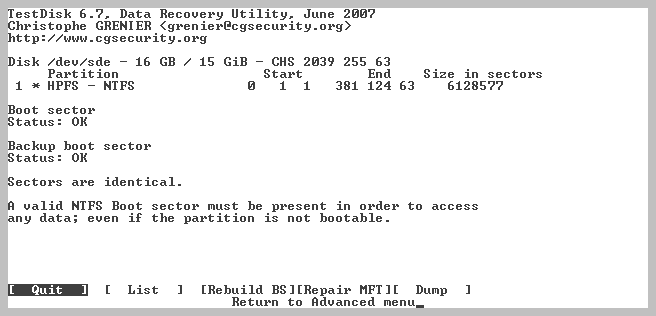 TestDisk 6.7, Data Recovery Utility, June 2007
Christophe GRENIER <grenier@cgsecurity.org>
http://www.cgsecurity.org
Disk /dev/sde - 16 GB / 15 GiB - CHS 2039 255 63
Partition Start End Size in sectors
1 * HPFS - NTFS 0 1 1 381 124 63 6128577
Boot sector
Status: OK
Backup boot sector
Status: OK
Sectors are identical.
A valid NTFS Boot sector must be present in order to access
any data; even if the partition is not bootable.
[ Quit ] [ List ] [Rebuild BS][Repair MFT][ Dump ]
Return to Advanced menu_